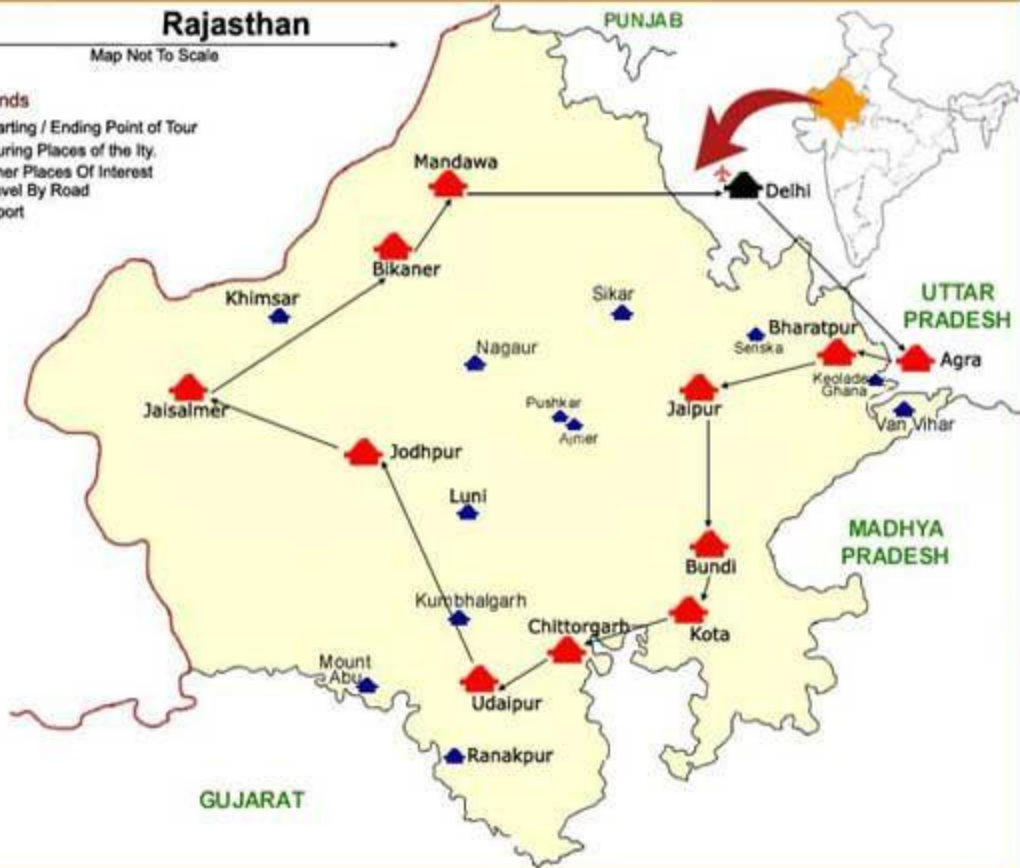 Rajasthan
Map Not To Scale
nds
arting / Ending Point of Tour
uring Places of the Ity.
her Places Of Interest
vel By Road
port
PUNJAB
Mandawa
Delhi
Bikaner
Khimsar
Sikar
UTTAR
PRADESH
Bharatpur
Nagaur
Seriska
Agra
Keolade
Ghana
Jaisalmer
Jaipur
Pushkar
Van Vihar
Ajmer
Jodhpur
Luni
MADHYA
PRADESH
Bundi
Kumbhalgarh
Chittorgarh
Kota
Mount
Abu
Udaipur
Ranakpur
GUJARAT